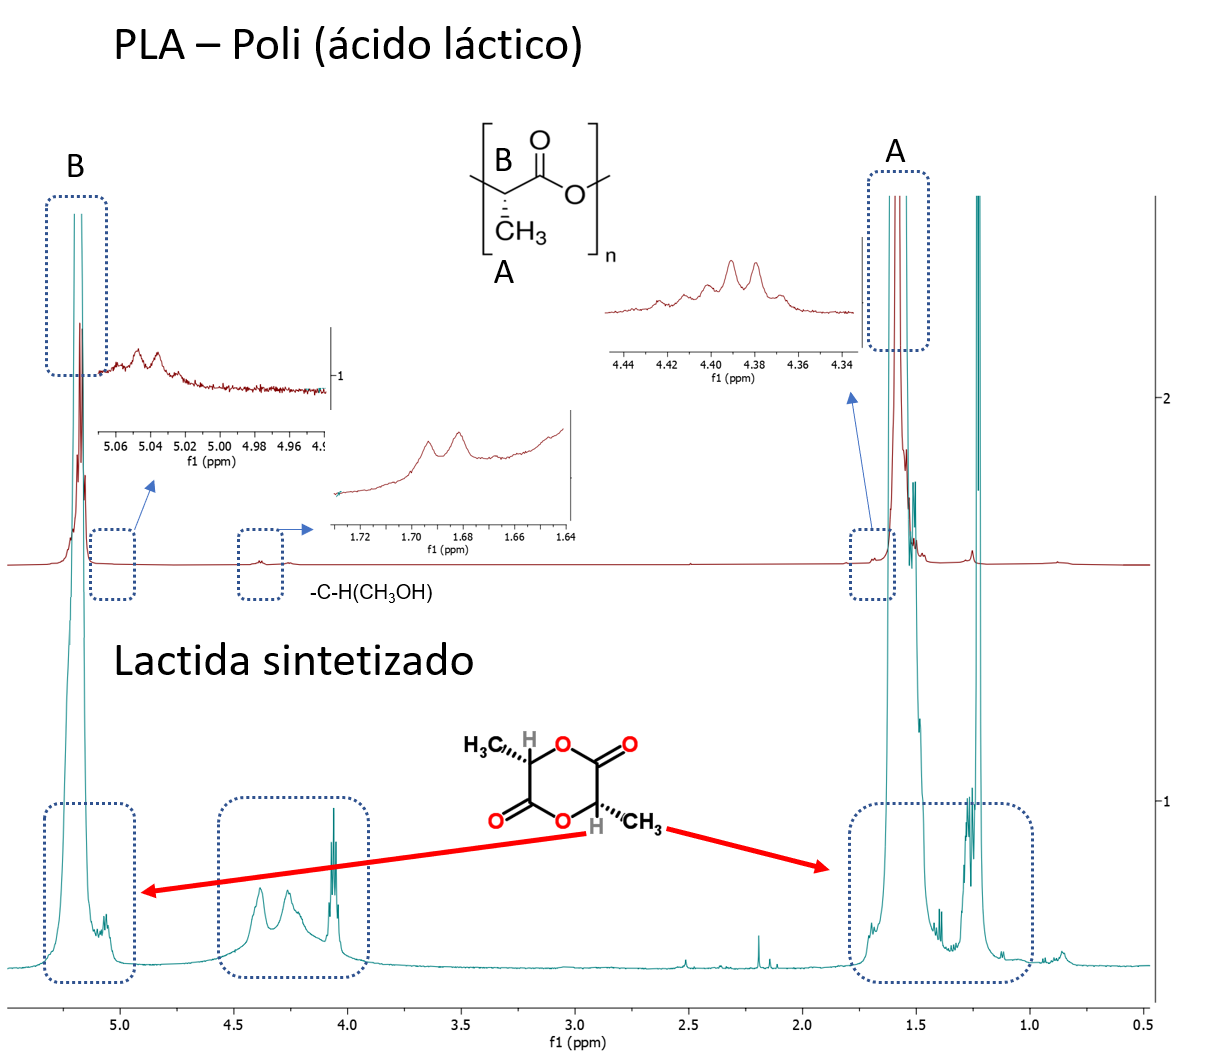 PLA – Poli (ácido láctico)
B
B
O
O
CH3
n
A
A
4.44 4.42 4.40 4.38 4.36 4.34
f1 (ppm)
1
5.06 5.04 5.02 5.00 4.98 4.96 4.9
f1 (ppm)
2
1.72 1.70 1.68 1.66 1.64
f1 (ppm)
-C-H(CH3OH)
Lactida sintetizado
H3C H O O
O O H CH3
1
5.0 4.5 4.0 3.5 3.0 2.5 2.0 1.5 1.0 0.5
f1 (ppm)